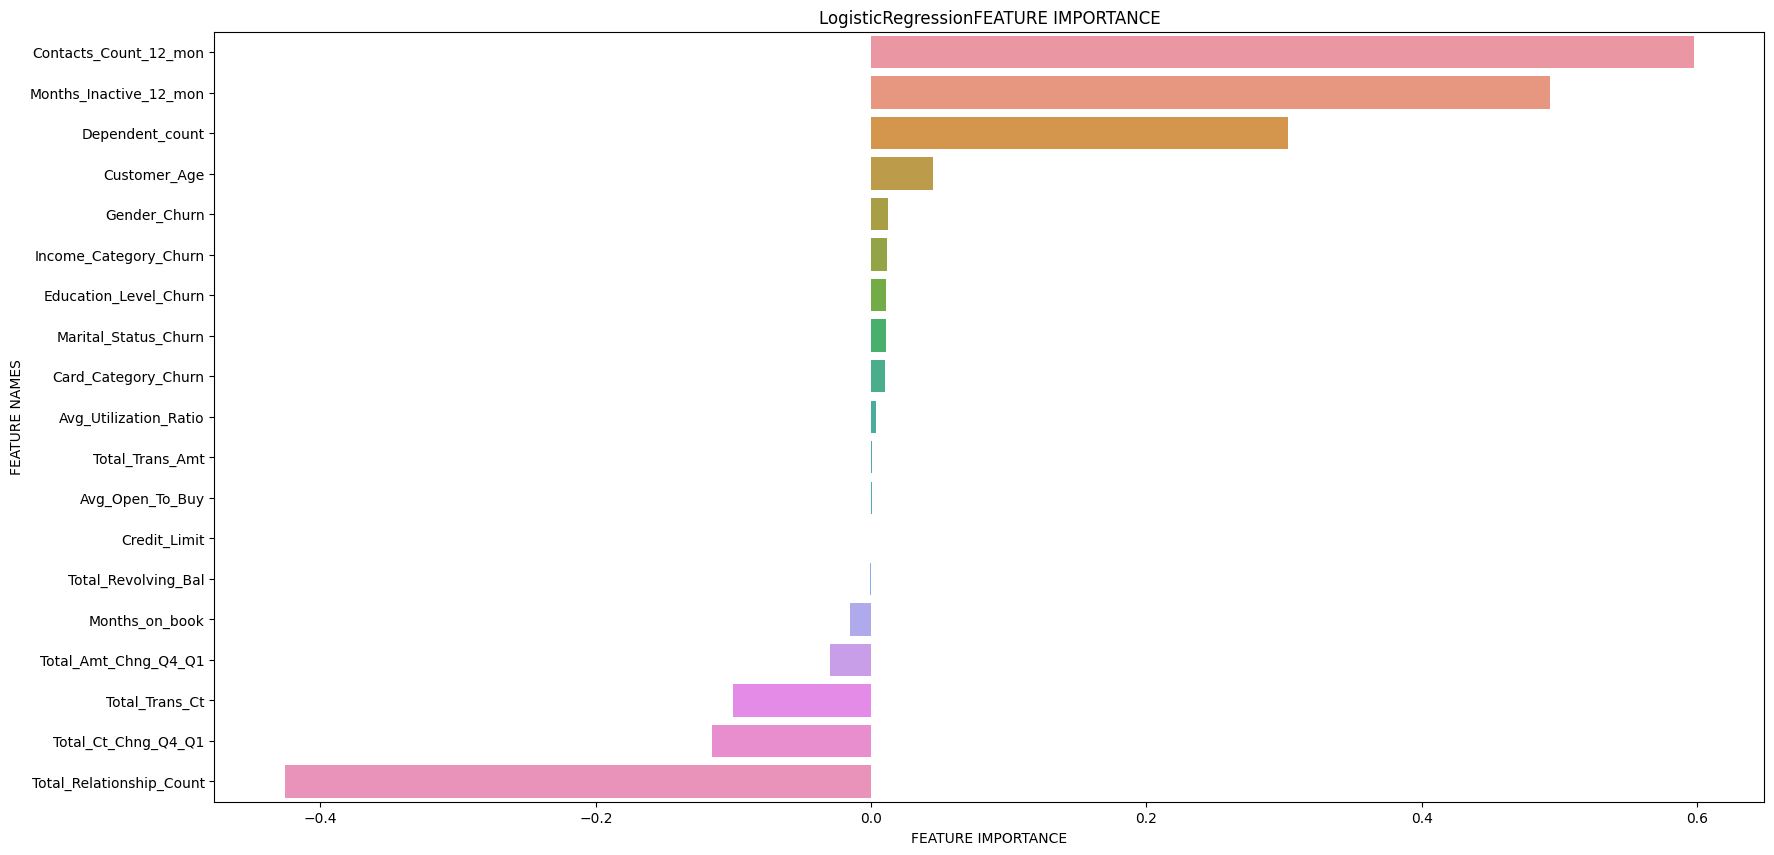 LogisticRegressionFEATURE IMPORTANCE
Contacts_Count_12_mon
Months_Inactive_12_mon
Dependent_count
Customer_Age
Gender_Churn
Income_Category_Churn
Education_Level_Churn
Marital_Status_Churn
Card_Category_Churn
Avg_Utilization_Ratio
Total_Trans_Amt
Avg_Open_To_Buy
Credit_Limit
Total_Revolving_Bal
Months_on_book
Total_Amt_Chng_Q4_Q1
Total_Trans_Ct
Total_Ct_Chng_Q4_Q1
Total_Relationship_Count
FEATURE NAMES
−0.4 −0.2 0.0 0.2 0.4 0.6
FEATURE IMPORTANCE